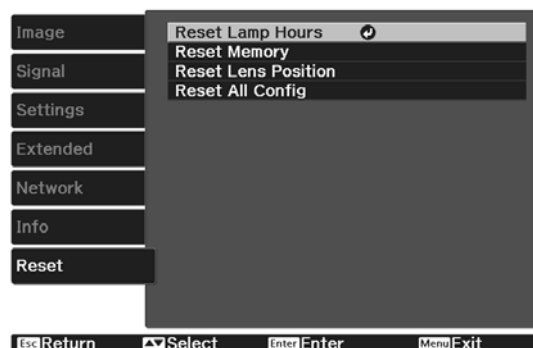 Image
Signal
Settings
Extended
Network
Info
Reset
Reset Lamp Hours
Reset Memory
Reset Lens Position
Reset All Config
Esc Return Select Enter Enter Menu Exit